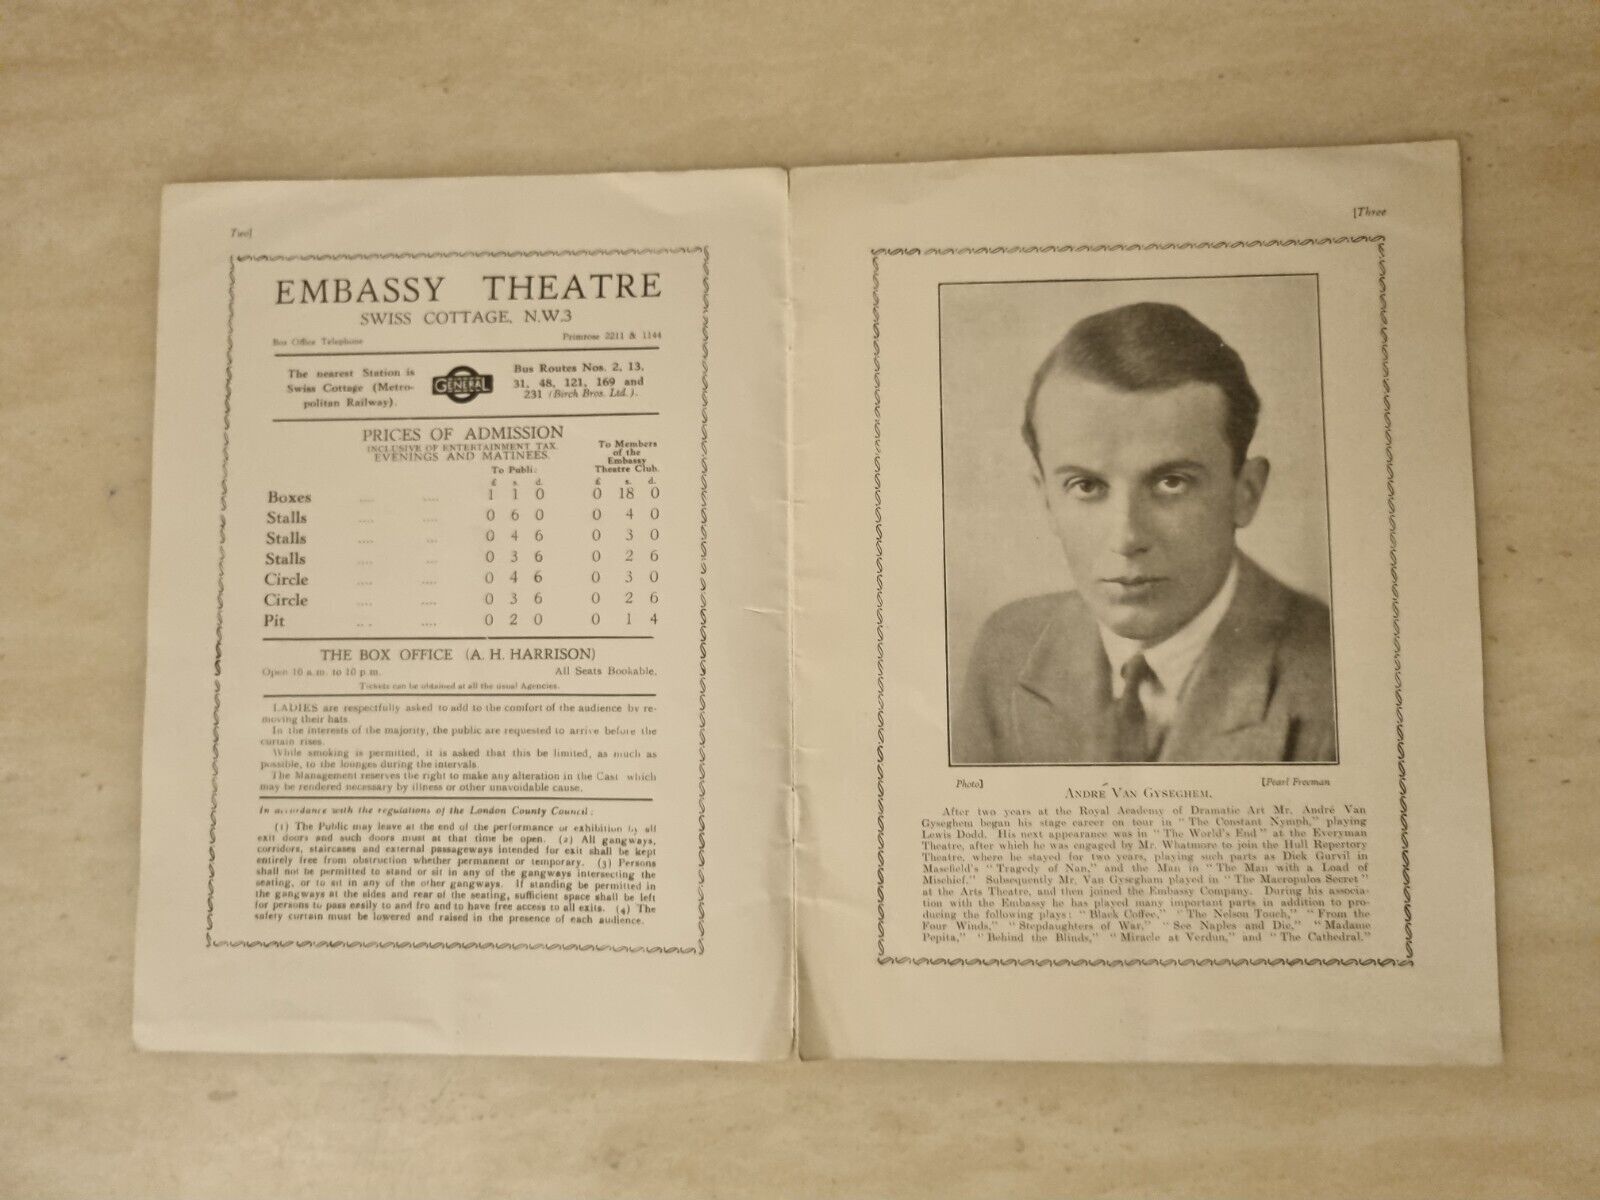 Two]
EMBASSY THEATRE
SWISS COTTAGE, N.W.3
Box Office Telephone Primrose 2211 & 1144
The nearest Station is
Swiss Cottage (Metro-
politan Railway).
GENERAL
Bus Routes Nos. 2, 13,
31, 48, 121, 169 and
231 (Birch Bros. Ltd.).
PRICES OF ADMISSION
INCLUSIVE OF ENTERTAINMENT TAX.
EVENINGS AND MATINEES.
To Members
of the
Embassy
Theatre Club.
To Public
£ s. d. £ s. d.
Boxes .... .... 1 1 0 0 18 0
Stalls .... .... 0 6 0 0 4 0
Stalls .... ... 0 4 6 0 3 0
Stalls .... ... 0 3 6 0 2 6
Circle .... .... 0 4 6 0 3 0
Circle .... .... 0 3 6 0 2 6
Pit .... .... 0 2 0 0 1 4
THE BOX OFFICE (A. H. HARRISON)
Open 10 a.m. to 10 p.m. All Seats Bookable.
Tickets can be obtained at all the usual Agencies.
LADIES are respectfully asked to add to the comfort of the audience by re-
moving their hats.
In the interests of the majority, the public are requested to arrive before the
curtain rises.
While smoking is permitted, it is asked that this be limited, as much as
possible, to the lounges during the intervals.
The Management reserves the right to make any alteration in the Cast which
may be rendered necessary by illness or other unavoidable cause.
In accordance with the regulations of the London County Council:
(1) The Public may leave at the end of the performance or exhibition by all
exit doors and such doors must at that time be open. (2) All gangways,
corridors, staircases and external passageways intended for exit shall be kept
entirely free from obstruction whether permanent or temporary. (3) Persons
shall not be permitted to stand or sit in any of the gangways intersecting the
seating, or to sit in any of the other gangways. If standing be permitted in
the gangways at the sides and rear of the seating, sufficient space shall be left
for persons to pass easily to and fro and to have free access to all exits. (4) The
safety curtain must be lowered and raised in the presence of each audience.
[Three
Photo] [Pearl Freeman
ANDRÉ VAN GYSEGHEM.
After two years at the Royal Academy of Dramatic Art Mr. André Van
Gyseghem began his stage career on tour in "The Constant Nymph," playing
Lewis Dodd. His next appearance was in "The World's End" at the Everyman
Theatre, after which he was engaged by Mr. Whatmore to join the Hull Repertory
Theatre, where he stayed for two years, playing such parts as Dick Gurvil in
Masefield's "Tragedy of Nan," and the Man in "The Man with a Load of
Mischief." Subsequently Mr. Van Gyseghem played in "The Macropulos Secret"
at the Arts Theatre, and then joined the Embassy Company. During his associa-
tion with the Embassy he has played many important parts in addition to pro-
ducing the following plays: "Black Coffee," "The Nelson Touch," "From the
Four Winds," "Stepdaughters of War," "See Naples and Die," "Madame
Pepita," "Behind the Blinds," "Miracle at Verdun," and "The Cathedral."